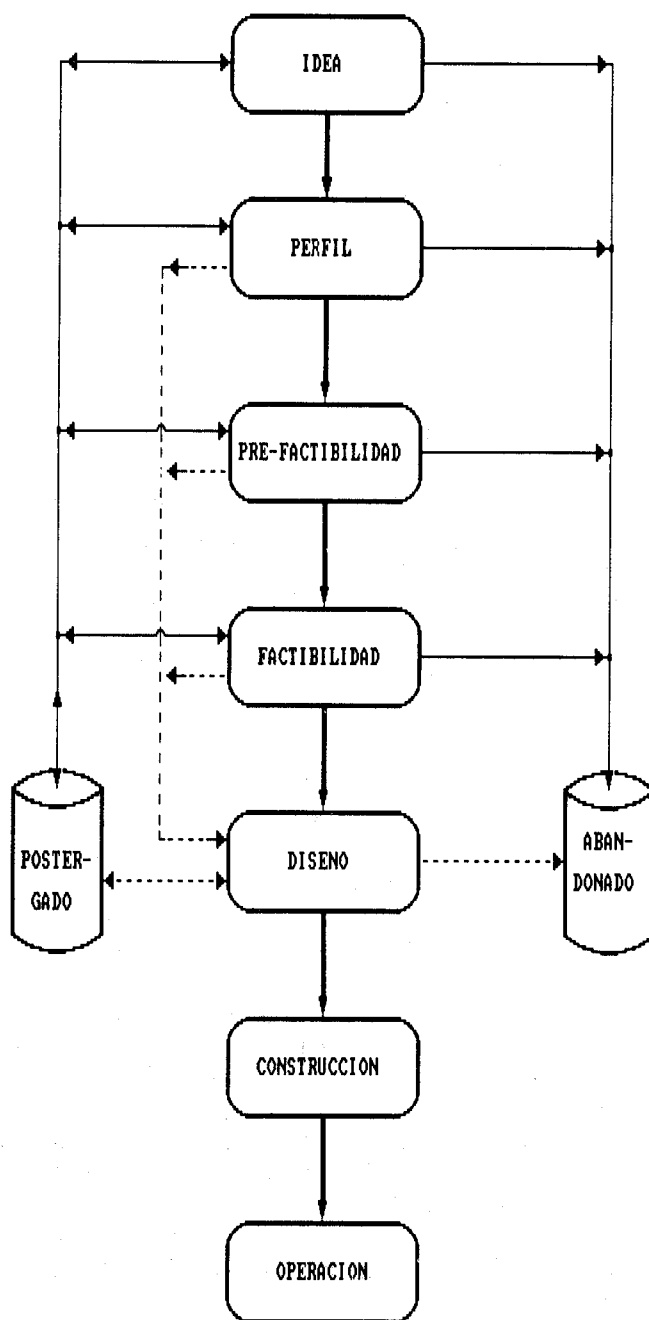 IDEA
PERFIL
PRE-FACTIBILIDAD
FACTIBILIDAD
POSTER-
GADO
DISENO
ABAN-
DONADO
CONSTRUCCION
OPERACION